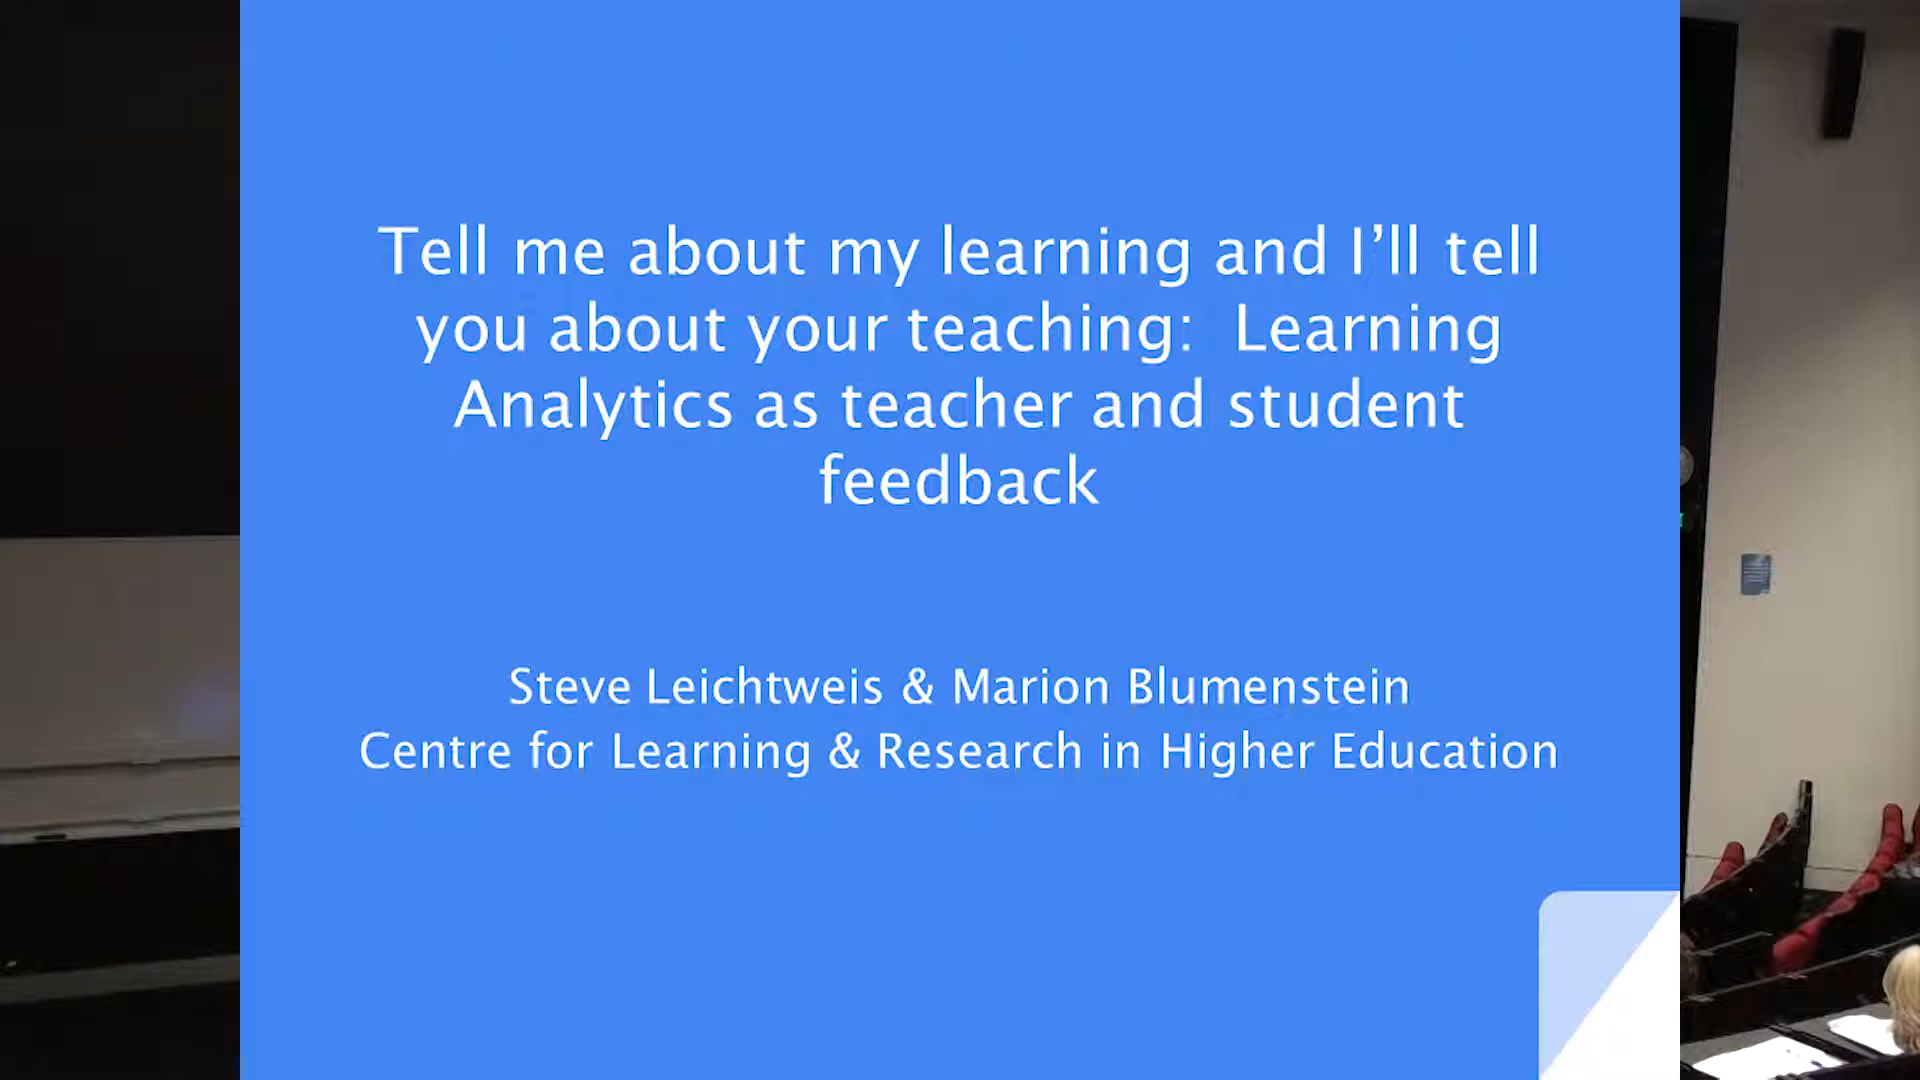 Tell me about my learning and I’ll tell
you about your teaching:  Learning
Analytics as teacher and student
feedback
Steve Leichtweis & Marion Blumenstein
Centre for Learning & Research in Higher Education